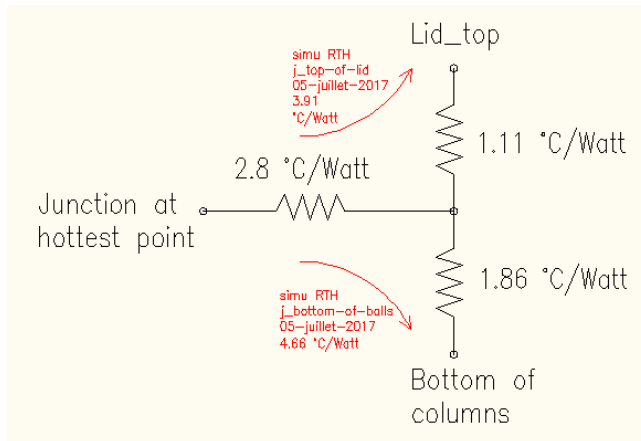 Lid_top
simu RTH
j_top-of-lid
05-juillet-2017
3.91
°C/Watt
1.11 °C/Watt
2.8 °C/Watt
Junction at
hottest point
1.86 °C/Watt
simu RTH
j_bottom-of-balls
05-juillet-2017
4.66 °C/Watt
Bottom of
columns